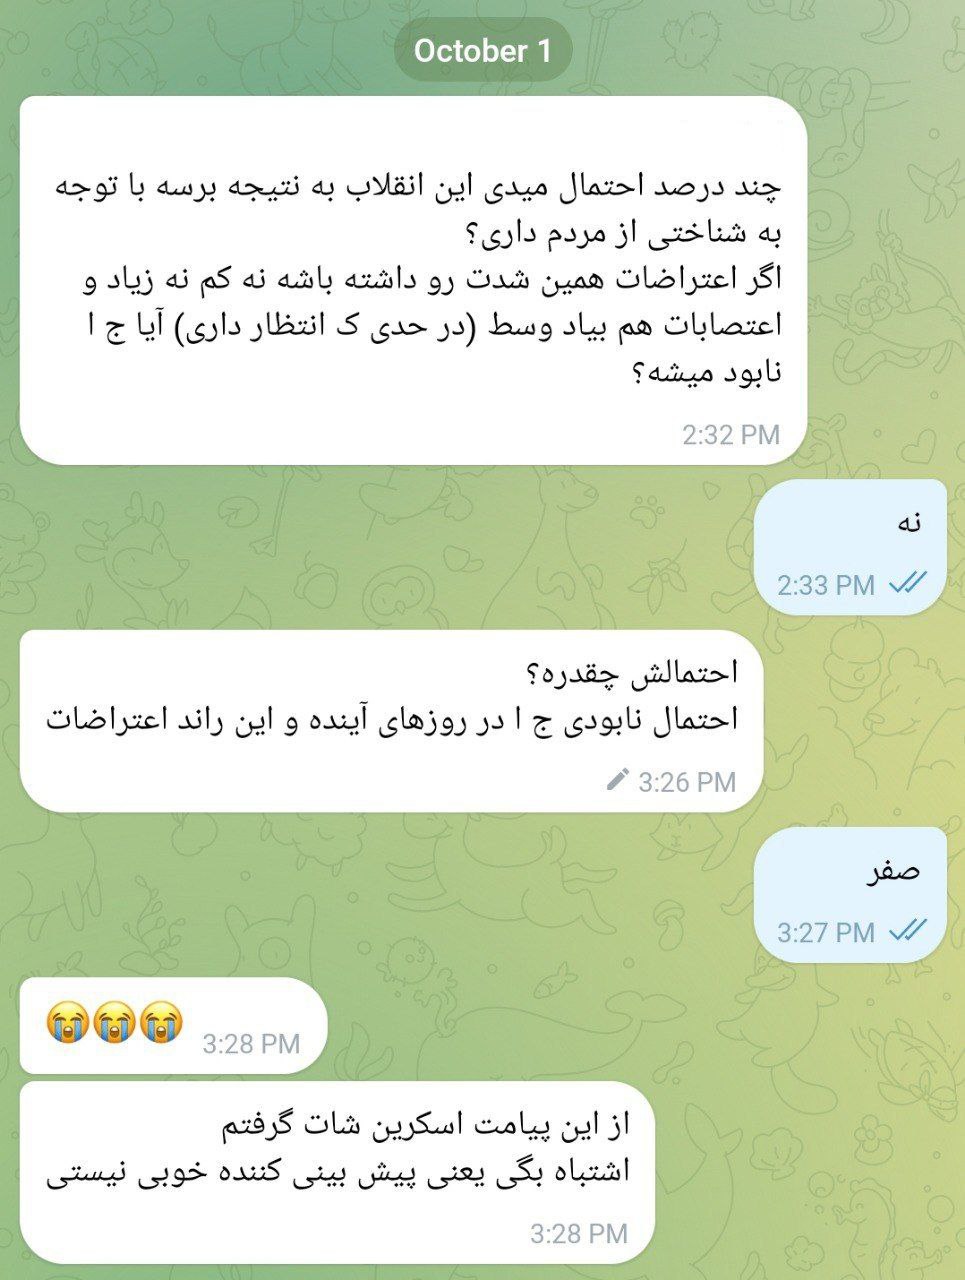 October 1
چند درصد احتمال میدی این انقلاب به نتیجه برسه با توجه
به شناختی از مردم داری؟
اگر اعتراضات همین شدت رو داشته باشه نه کم نه زیاد و
اعتصابات هم بیاد وسط (در حدی ک انتظار داری) آیا ج ا
نابود میشه؟
2:32 PM
نه
2:33 PM
احتمالش چقدره؟
احتمال نابودی ج ا در روزهای آینده و این راند اعتراضات
3:26 PM
صفر
3:27 PM
😭😭😭
3:28 PM
از این پیامت اسکرین شات گرفتم
اشتباه بگی یعنی پیش بینی کننده خوبی نیستی
3:28 PM